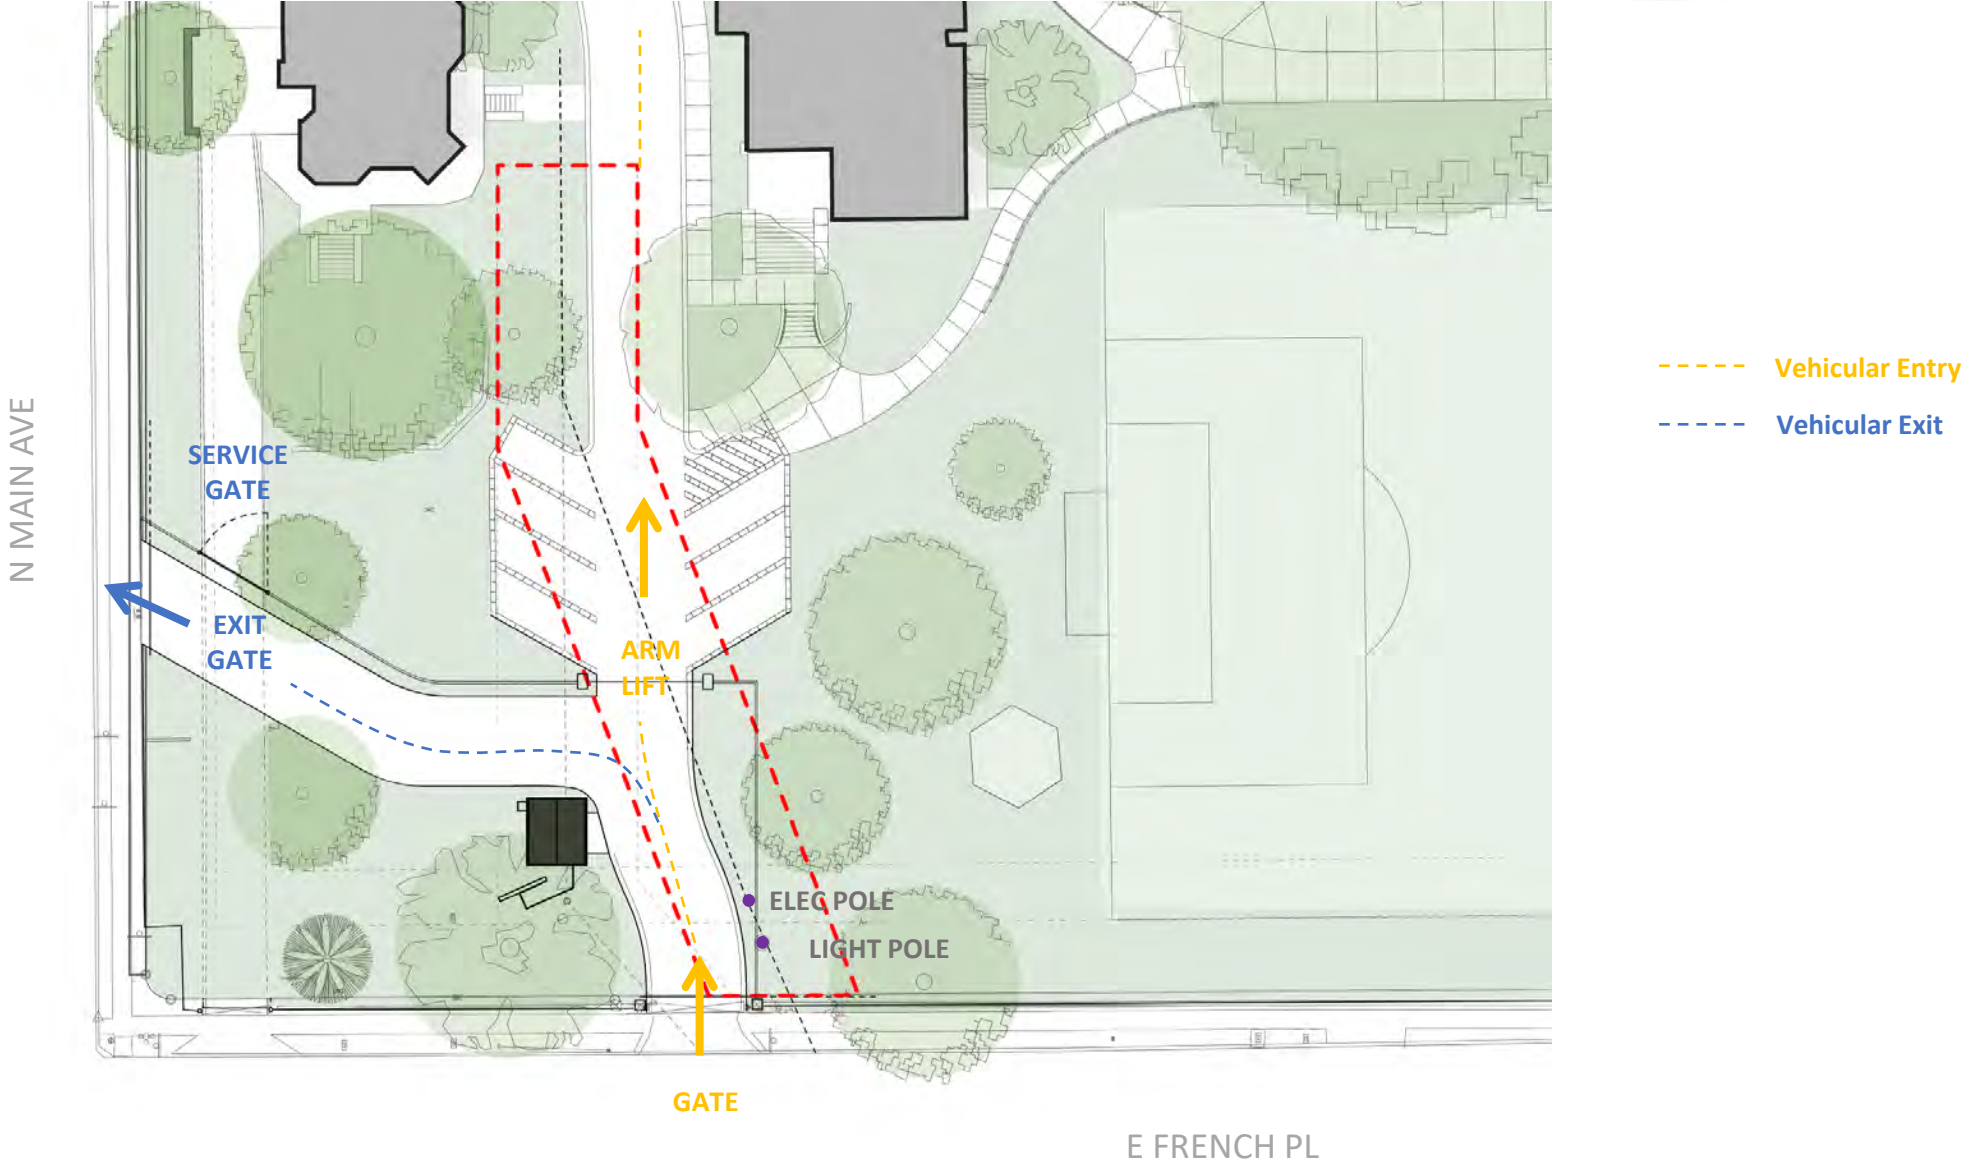 N MAIN AVE
SERVICE
GATE
EXIT
GATE
ARM
LIFT
ELEC POLE
LIGHT POLE
GATE
E FRENCH PL
Vehicular Entry
Vehicular Exit